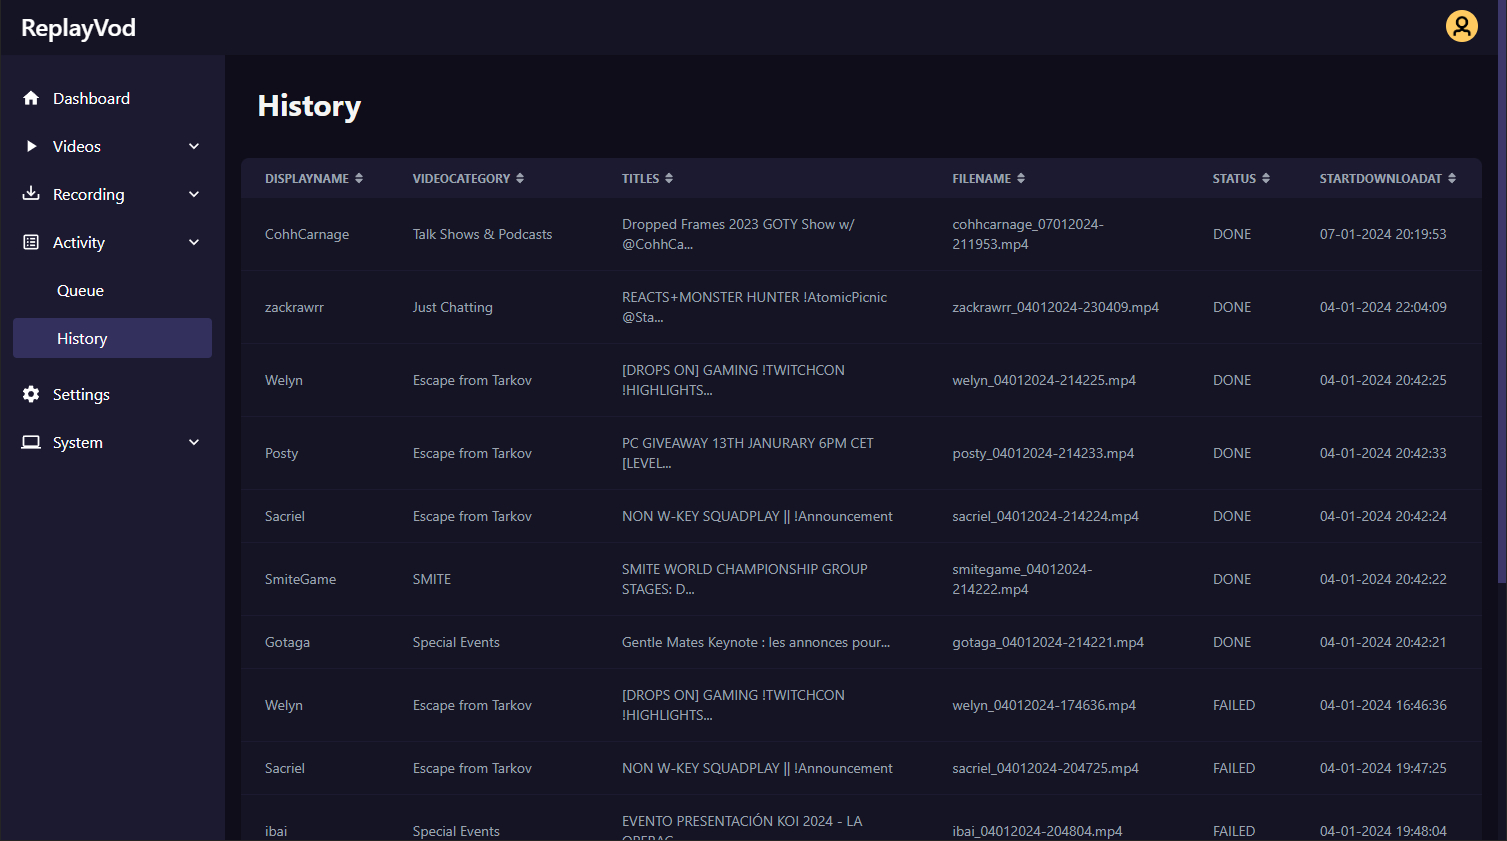 ReplayVod
Dashboard
Videos
Recording
Activity
Queue
History
Settings
System
History
DISPLAYNAME VIDEOCATEGORY TITLES FILENAME STATUS STARTDOWNLOADAT
CohhCarnage Talk Shows & Podcasts Dropped Frames 2023 GOTY Show w/
@CohhCa... cohhcarnage_07012024-
211953.mp4 DONE 07-01-2024 20:19:53
zackrawrr Just Chatting REACTS+MONSTER HUNTER !AtomicPicnic
@Sta... zackrawrr_04012024-230409.mp4 DONE 04-01-2024 22:04:09
Welyn Escape from Tarkov [DROPS ON] GAMING !TWITCHCON
!HIGHLIGHTS... welyn_04012024-214225.mp4 DONE 04-01-2024 20:42:25
Posty Escape from Tarkov PC GIVEAWAY 13TH JANURARY 6PM CET
[LEVEL... posty_04012024-214233.mp4 DONE 04-01-2024 20:42:33
Sacriel Escape from Tarkov NON W-KEY SQUADPLAY || !Announcement sacriel_04012024-214224.mp4 DONE 04-01-2024 20:42:24
SmiteGame SMITE SMITE WORLD CHAMPIONSHIP GROUP
STAGES: D... smitegame_04012024-
214222.mp4 DONE 04-01-2024 20:42:22
Gotaga Special Events Gentle Mates Keynote : les annonces pour... gotaga_04012024-214221.mp4 DONE 04-01-2024 20:42:21
Welyn Escape from Tarkov [DROPS ON] GAMING !TWITCHCON
!HIGHLIGHTS... welyn_04012024-174636.mp4 FAILED 04-01-2024 16:46:36
Sacriel Escape from Tarkov NON W-KEY SQUADPLAY || !Announcement sacriel_04012024-204725.mp4 FAILED 04-01-2024 19:47:25
ibai Special Events EVENTO PRESENTACIÓN KOI 2024 - LA
ibai_04012024-204804.mp4 FAILED 04-01-2024 19:48:04